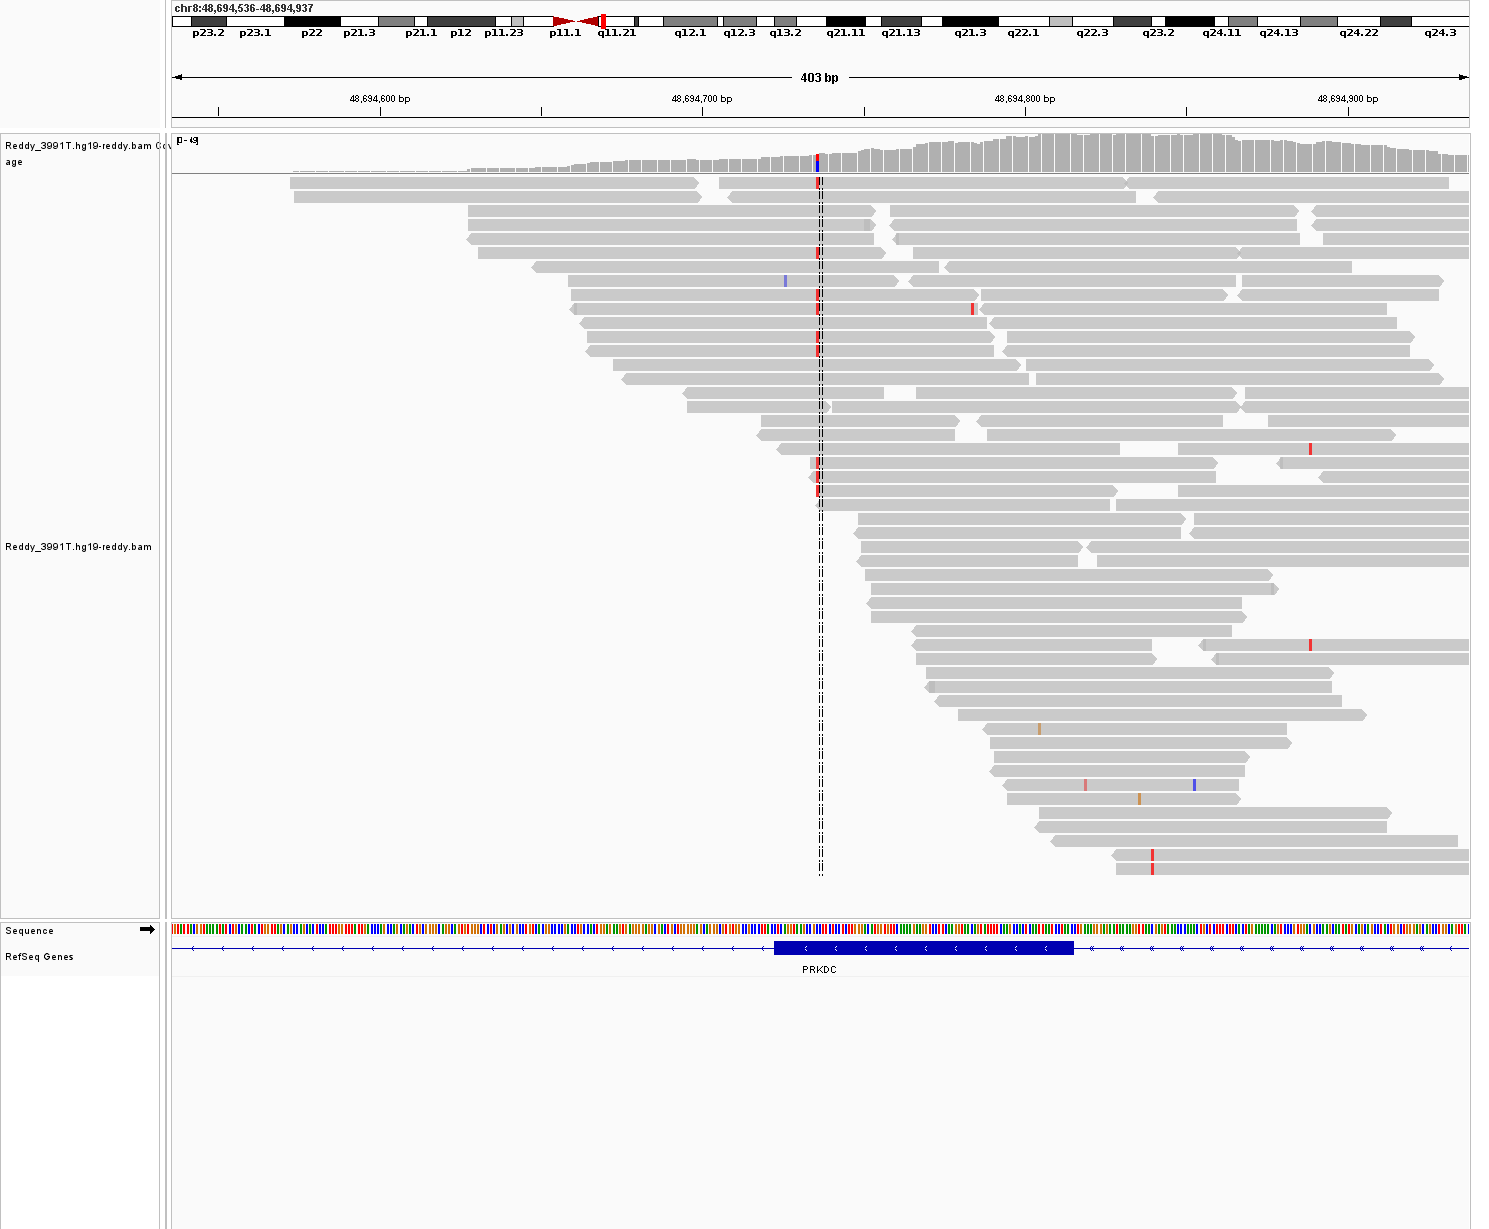 chr8:48,694,536-48,694,937
p23.2 p23.1 p22 p21.3 p21.1 p12 p11.23 p11.1 q11.21 q12.1 q12.3 q13.2 q21.11 q21.13 q21.3 q22.1 q22.3 q23.2 q24.11 q24.13 q24.22 q24.3
403 bp
48,694,600 bp 48,694,700 bp 48,694,800 bp 48,694,900 bp
Reddy_3991T.hg19-reddy.bam Cov
age
Reddy_3991T.hg19-reddy.bam
Sequence
RefSeq Genes
PRKDC